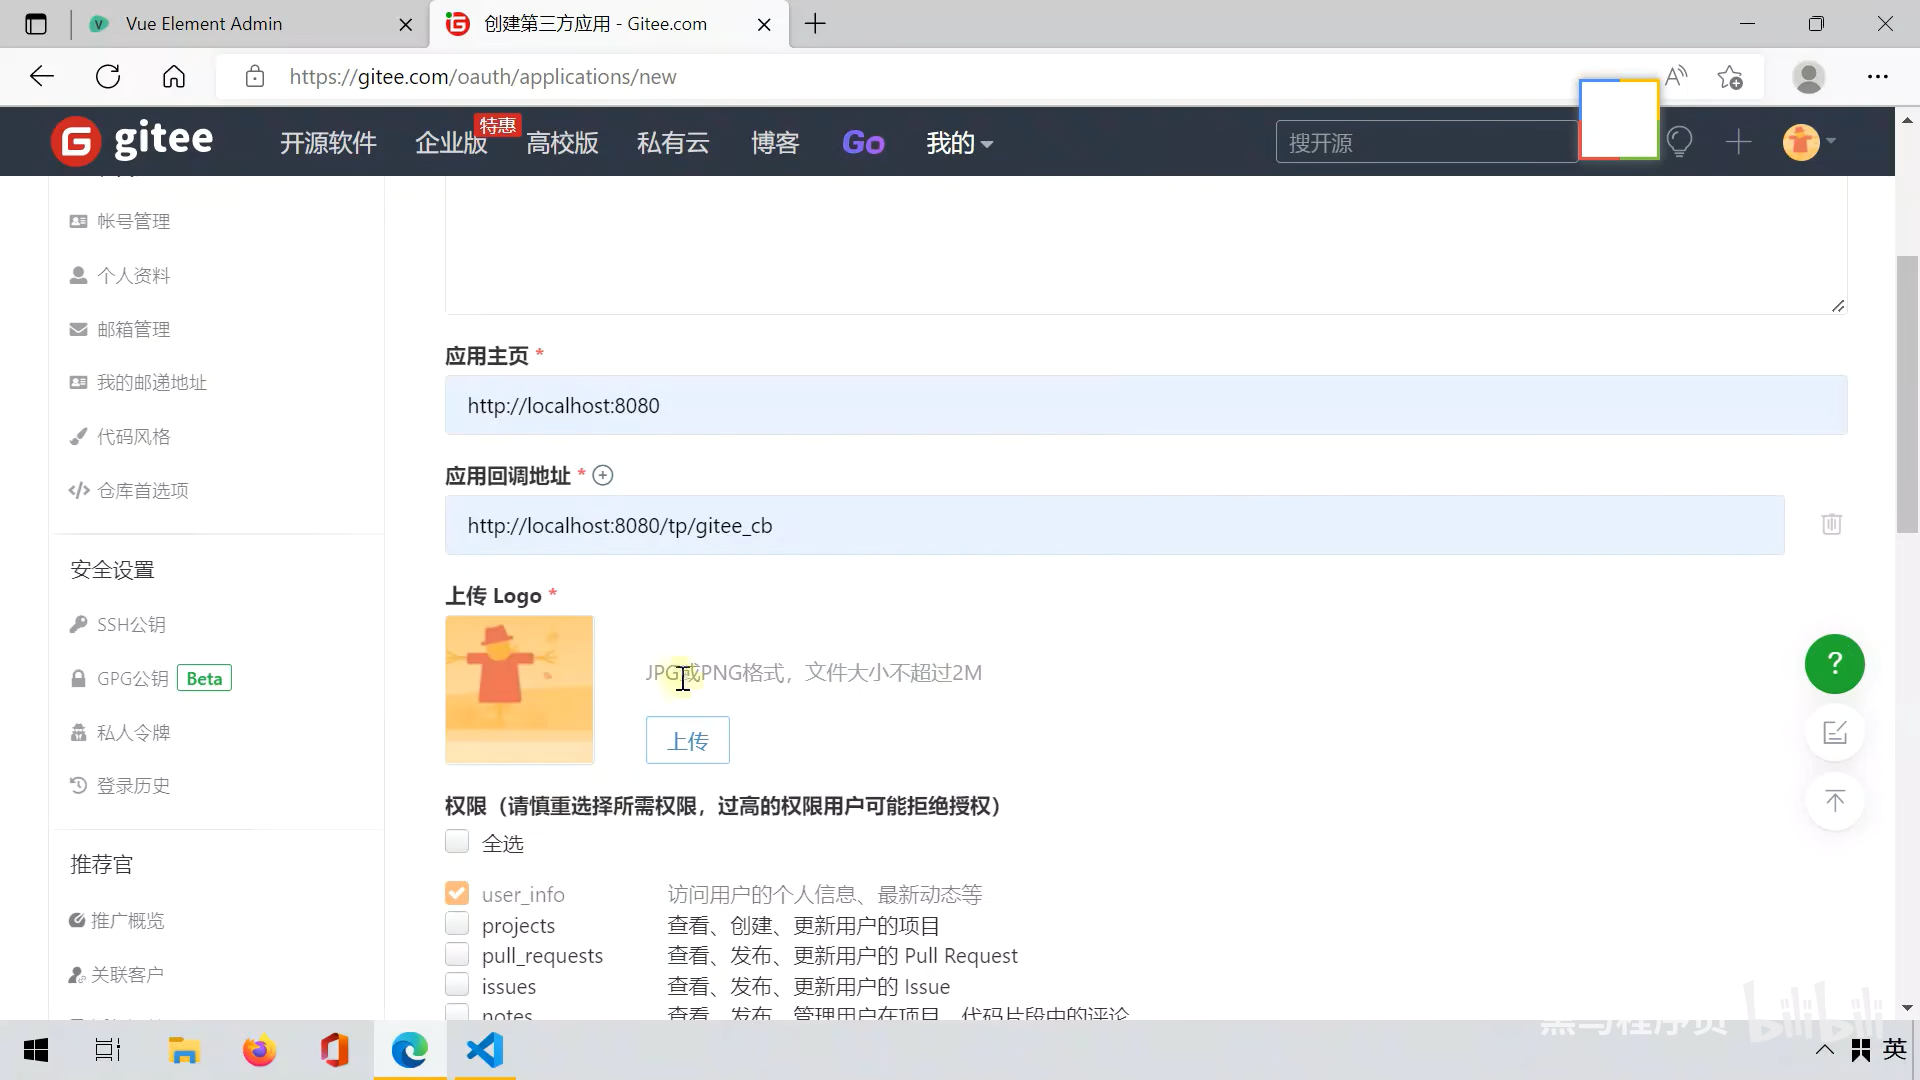 Vue Element Admin
创建第三方应用 - Gitee.com
https://gitee.com/oauth/applications/new
gitee
开源软件
企业版
特惠
高校版
私有云
博客
Go
我的
搜开源
帐号管理
个人资料
邮箱管理
我的邮递地址
代码风格
仓库首选项
安全设置
SSH公钥
GPG公钥 Beta
私人令牌
登录历史
推荐官
推广概览
关联客户
应用主页 *
http://localhost:8080
应用回调地址 *
http://localhost:8080/tp/gitee_cb
上传 Logo *
JPG或PNG格式，文件大小不超过2M
上传
权限（请慎重选择所需权限，过高的权限用户可能拒绝授权）
全选
user_info 访问用户的个人信息、最新动态等
projects 查看、创建、更新用户的项目
pull_requests 查看、发布、更新用户的 Pull Request
issues 查看、发布、更新用户的 Issue
notes 查看、发布、管理用户在项目、代码片段中的评论
黑马程序员
bilibili
英